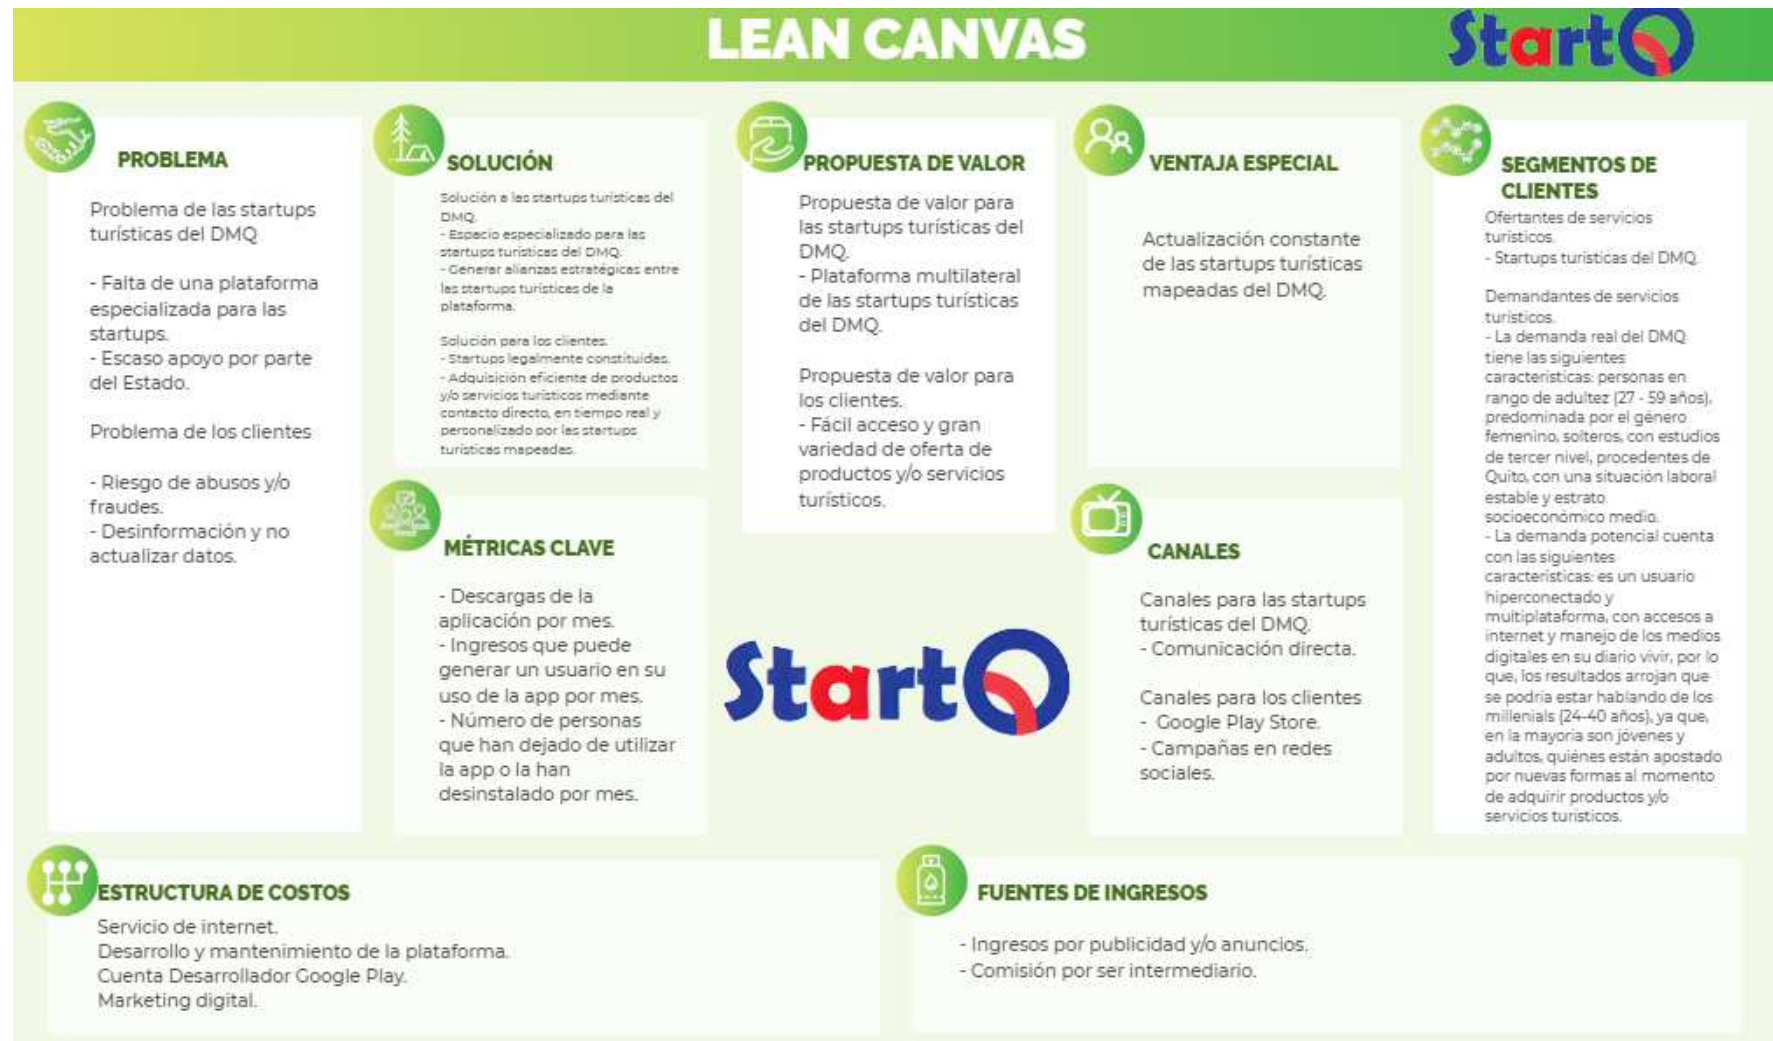 LEAN CANVAS
StartQ
PROBLEMA
Problema de las startups
turísticas del DMQ
- Falta de una plataforma
especializada para las
startups.
- Escaso apoyo por parte
del Estado.
Problema de los clientes
- Riesgo de abusos y/o
fraudes.
- Desinformación y no
actualizar datos.
SOLUCIÓN
Solución a las startups turísticas del
DMQ.
- Espacio especializado para las
startups turísticas del DMQ.
- Generar alianzas estratégicas entre
las startups turísticas de la
plataforma.
Solución para los clientes.
- Startups legalmente constituidas.
- Adquisición eficiente de productos
y/o servicios turísticos mediante
contacto directo, en tiempo real y
personalizado por las startups
turísticas mapeadas.
MÉTRICAS CLAVE
- Descargas de la
aplicación por mes.
- Ingresos que puede
generar un usuario en su
uso de la app por mes.
- Número de personas
que han dejado de utilizar
la app o la han
desinstalado por mes.
PROPUESTA DE VALOR
Propuesta de valor para
las startups turísticas del
DMQ.
- Plataforma multilateral
de las startups turísticas
del DMQ.
Propuesta de valor para
los clientes.
- Fácil acceso y gran
variedad de oferta de
productos y/o servicios
turísticos.
StartQ
VENTAJA ESPECIAL
Actualización constante
de las startups turísticas
mapeadas del DMQ.
CANALES
Canales para las startups
turísticas del DMQ.
- Comunicación directa.
Canales para los clientes
- Google Play Store.
- Campañas en redes
sociales.
SEGMENTOS DE
CLIENTES
Ofertantes de servicios
turísticos.
- Startups turísticas del DMQ.
Demandantes de servicios
turísticos.
- La demanda real del DMQ
tiene las siguientes
características: personas en
rango de adultez (27 - 59 años),
predominada por el género
femenino, solteros, con estudios
de tercer nivel, procedentes de
Quito, con una situación laboral
estable y estrato
socioeconómico medio.
- La demanda potencial cuenta
con las siguientes
características: es un usuario
hiperconectado y
multiplataforma, con accesos a
internet y manejo de los medios
digitales en su diario vivir, por lo
que, los resultados arrojan que
se podría estar hablando de los
millenials (24-40 años), ya que,
en la mayoría son jóvenes y
adultos, quiénes están apostado
por nuevas formas al momento
de adquirir productos y/o
servicios turísticos.
ESTRUCTURA DE COSTOS
Servicio de internet.
Desarrollo y mantenimiento de la plataforma.
Cuenta Desarrollador Google Play.
Marketing digital.
FUENTES DE INGRESOS
- Ingresos por publicidad y/o anuncios.
- Comisión por ser intermediario.